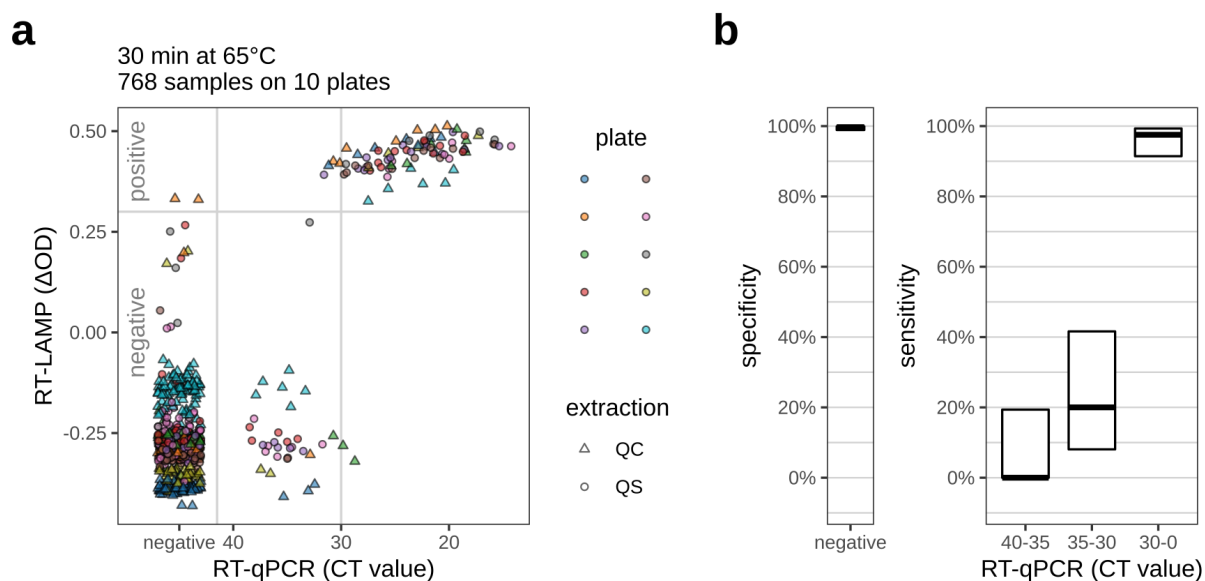 a
30 min at 65°C
768 samples on 10 plates
RT-LAMP (ΔOD)
0.50
0.25
0.00
-0.25
positive
negative
negative 40 30 20
RT-qPCR (CT value)
plate
extraction
QC
QS
b
specificity
100%
80%
60%
40%
20%
0%
negative
sensitivity
100%
80%
60%
40%
20%
0%
40-35 35-30 30-0
RT-qPCR (CT value)